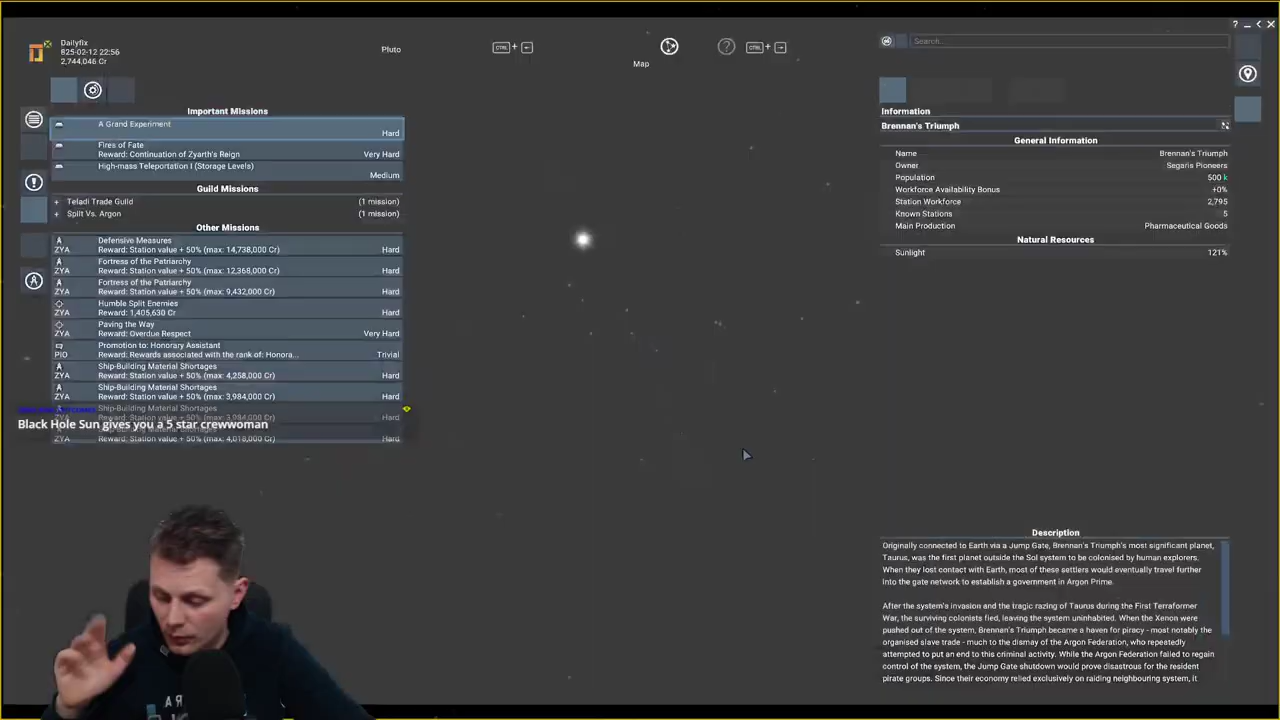 Dailyfix
825-02-12 22:56
2,744,046 Cr
Pluto
CTRL +
Map
CTRL +
Search...
Important Missions
A Grand Experiment
Hard
Fires of Fate
Reward: Continuation of Zyarth's Reign Very Hard
High-mass Teleportation I (Storage Levels)
Medium
Guild Missions
+ Teladi Trade Guild (1 mission)
+ Split Vs. Argon (1 mission)
Other Missions
Defensive Measures
ZYA Reward: Station value + 50% (max: 14,738,000 Cr) Hard
Fortress of the Patriarchy
ZYA Reward: Station value + 50% (max: 12,368,000 Cr) Hard
Fortress of the Patriarchy
ZYA Reward: Station value + 50% (max: 9,432,000 Cr) Hard
Humble Split Enemies
ZYA Reward: 1,405,630 Cr Hard
Paving the Way
ZYA Reward: Overdue Respect Very Hard
Promotion to: Honorary Assistant
PIO Reward: Rewards associated with the rank of: Honora... Trivial
Ship-Building Material Shortages
ZYA Reward: Station value + 50% (max: 4,258,000 Cr) Hard
Ship-Building Material Shortages
ZYA Reward: Station value + 50% (max: 3,984,000 Cr) Hard
Ship-Building Material Shortages
ZYA Reward: Station value + 50% (max: 3,984,000 Cr) Hard
Black Hole Sun gives you a 5 star crewwoman
ZYA Reward: Station value + 50% (max: 4,018,000 Cr) Hard
Information
Brennan's Triumph
General Information
Name Brennan's Triumph
Owner Segaris Pioneers
Population 500 k
Workforce Availability Bonus +0%
Station Workforce 2,795
Known Stations 5
Main Production Pharmaceutical Goods
Natural Resources
Sunlight 121%
Description
Originally connected to Earth via a Jump Gate, Brennan's Triumph's most significant planet,
Taurus, was the first planet outside the Sol system to be colonised by human explorers.
When they lost contact with Earth, most of these settlers would eventually travel further
into the gate network to establish a government in Argon Prime.
After the system's invasion and the tragic razing of Taurus during the First Terraformer
War, the surviving colonists fled, leaving the system uninhabited. When the Xenon were
pushed out of the system, Brennan's Triumph became a haven for piracy - most notably the
organised slave trade - much to the dismay of the Argon Federation, who repeatedly
attempted to put an end to this criminal activity. While the Argon Federation failed to regain
control of the system, the Jump Gate shutdown would prove disastrous for the resident
pirate groups. Since their economy relied exclusively on raiding neighbouring system, it